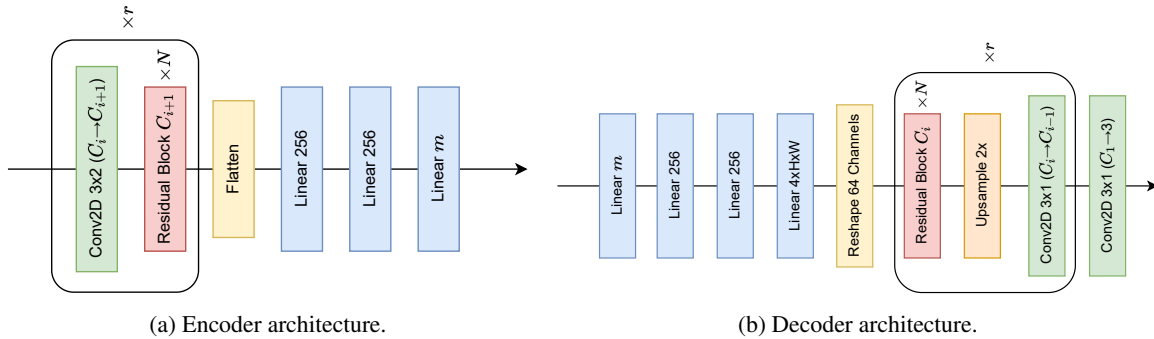 ×r
×N
Conv2D 3x2 (C_i→C_{i+1})
Residual Block C_{i+1}
Flatten
Linear 256
Linear 256
Linear m
(a) Encoder architecture.
×r
×N
Linear m
Linear 256
Linear 256
Linear 4xHxW
Reshape 64 Channels
Residual Block C_i
Upsample 2x
Conv2D 3x1 (C_i→C_{i−1})
Conv2D 3x1 (C_1→3)
(b) Decoder architecture.